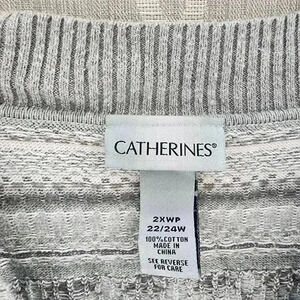 CATHERINES®
2XWP
22/24W
100% COTTON
MADE IN
CHINA
SEE REVERSE
FOR CARE